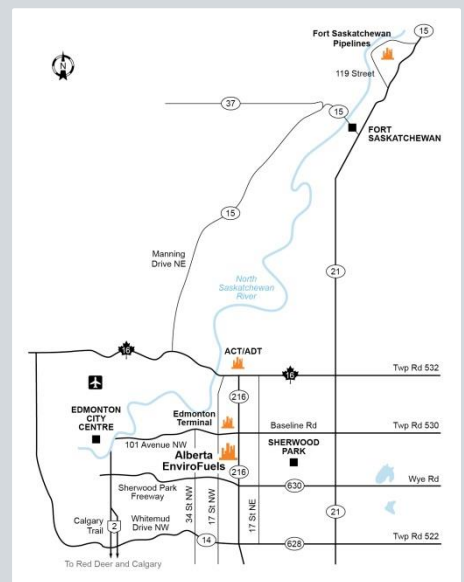 Fort Saskatchewan
Pipelines
15
119 Street
N
37
15
FORT
SASKATCHEWAN
15
Manning
Drive NE
North
Saskatchewan
River
21
16
ACT/ADT
16
Twp Rd 532
216
EDMONTON
CITY
CENTRE
Edmonton
Terminal
Baseline Rd
Twp Rd 530
101 Avenue NW
Alberta
EnviroFuels
SHERWOOD
PARK
216
Sherwood Park
Freeway
630
Wye Rd
34 St NW
17 St NW
17 St NE
Calgary
Trail
2
Whitemud
Drive NW
21
14
628
Twp Rd 522
To Red Deer and Calgary